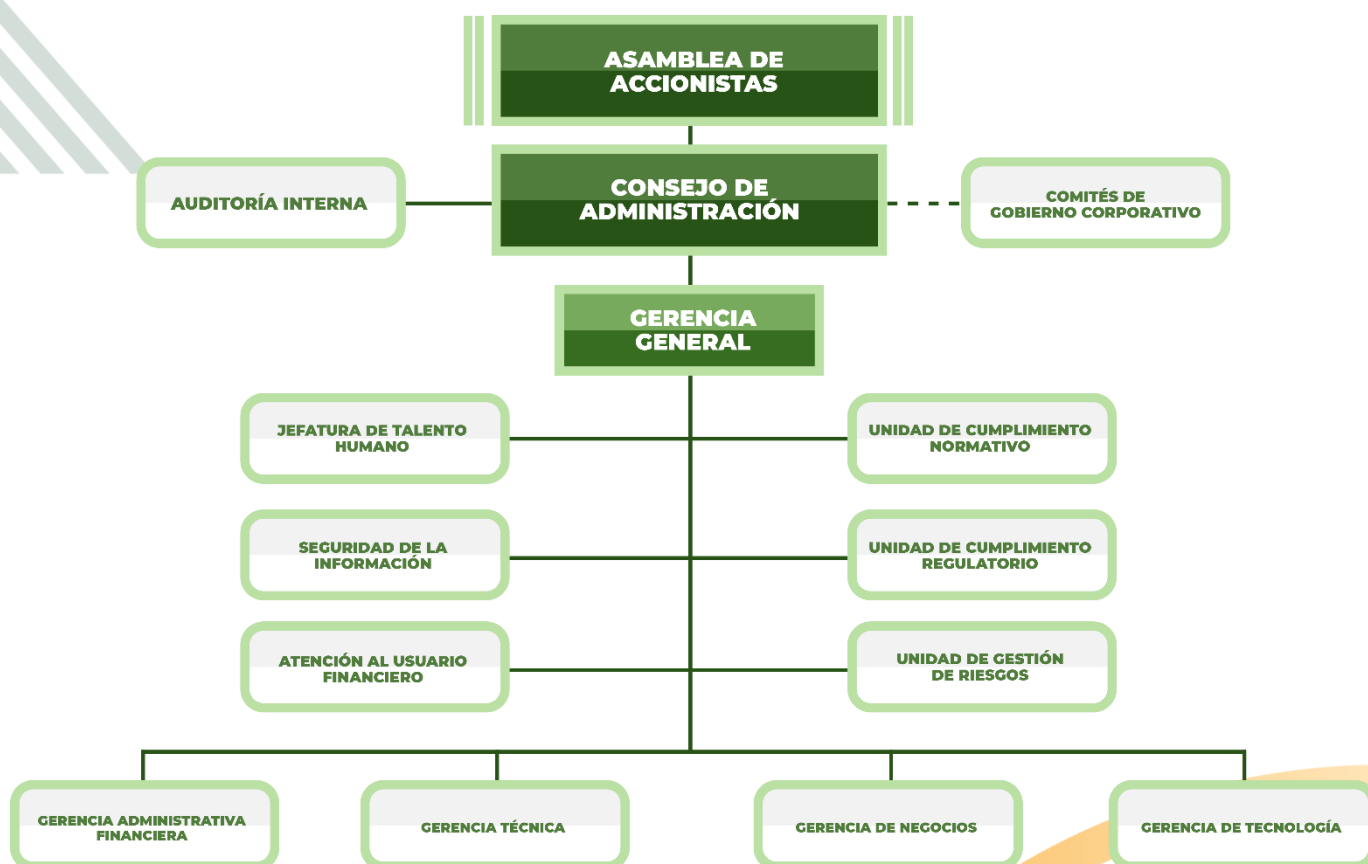 ASAMBLEA DE
ACCIONISTAS
AUDITORÍA INTERNA
CONSEJO DE
ADMINISTRACIÓN
COMITÉS DE
GOBIERNO CORPORATIVO
GERENCIA
GENERAL
JEFATURA DE TALENTO
HUMANO
UNIDAD DE CUMPLIMIENTO
NORMATIVO
SEGURIDAD DE LA
INFORMACIÓN
UNIDAD DE CUMPLIMIENTO
REGULATORIO
ATENCIÓN AL USUARIO
FINANCIERO
UNIDAD DE GESTIÓN
DE RIESGOS
GERENCIA ADMINISTRATIVA
FINANCIERA
GERENCIA TÉCNICA
GERENCIA DE NEGOCIOS
GERENCIA DE TECNOLOGÍA